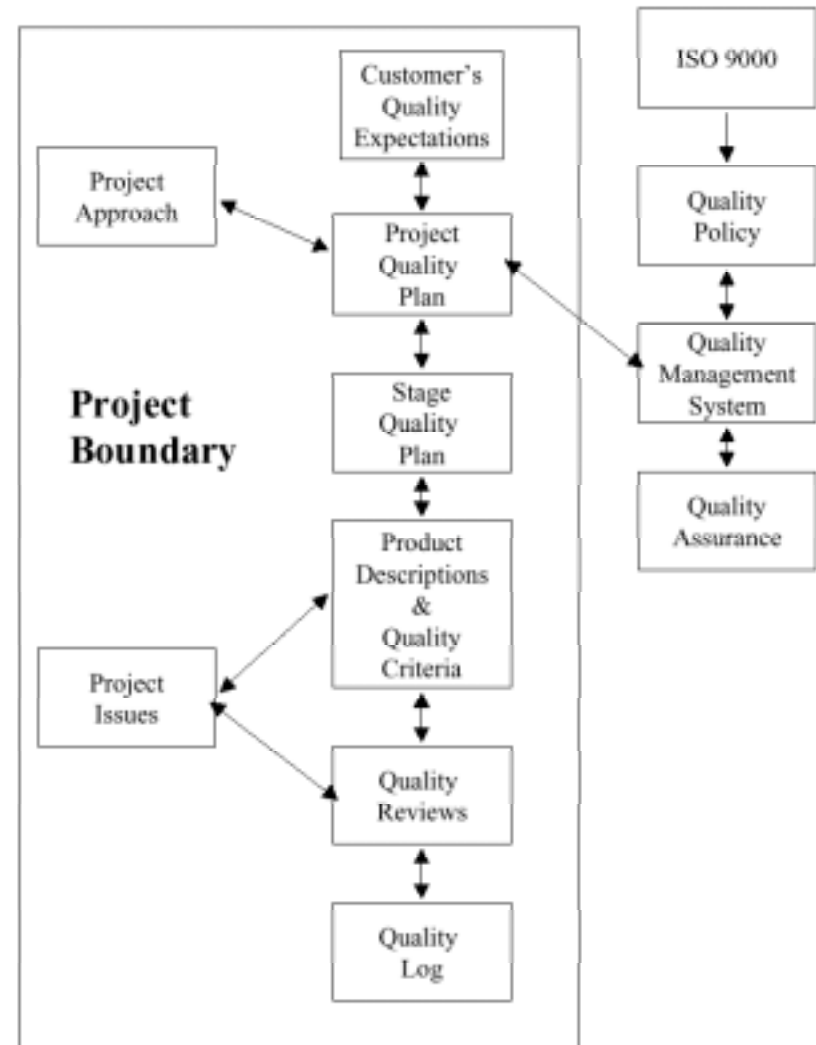 Customer's
Quality
Expectations
Project
Approach
Project
Quality
Plan
Project
Boundary
Stage
Quality
Plan
Product
Descriptions
&
Quality
Criteria
Project
Issues
Quality
Reviews
Quality
Log
ISO 9000
Quality
Policy
Quality
Management
System
Quality
Assurance